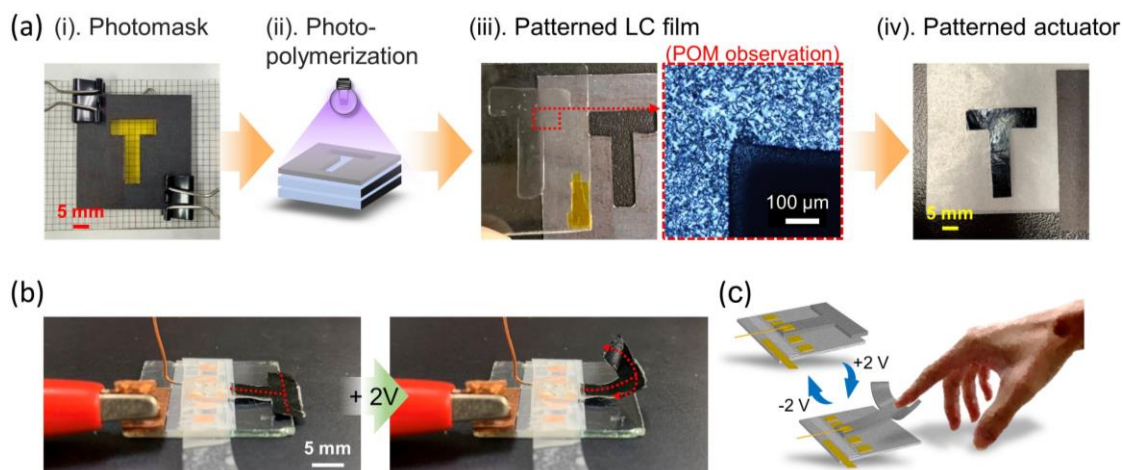 (a) (i). Photomask
(ii). Photo-
polymerization
(iii). Patterned LC film
(POM observation)
(iv). Patterned actuator
5 mm
100 μm
5 mm
(b)
+ 2V
5 mm
(c)
+2 V
-2 V